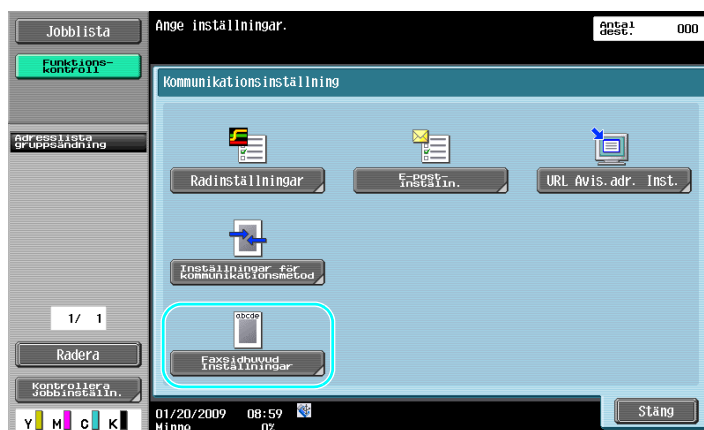 Jobblista
Ange inställningar.
Antal
dest.
000
Funktions-
kontroll
Kommunikationsinställning
Adresslista
gruppsändning
Radinställningar
E-post-
inställn.
URL Avis.adr. Inst.
Inställningar för
kommunikationsmetod
abcde
Faxsidhuvud
Inställningar
1/ 1
Radera
Kontrollera
Jobbinställn.
Y M C K
01/20/2009 08:59
Minne 0%
Stäng